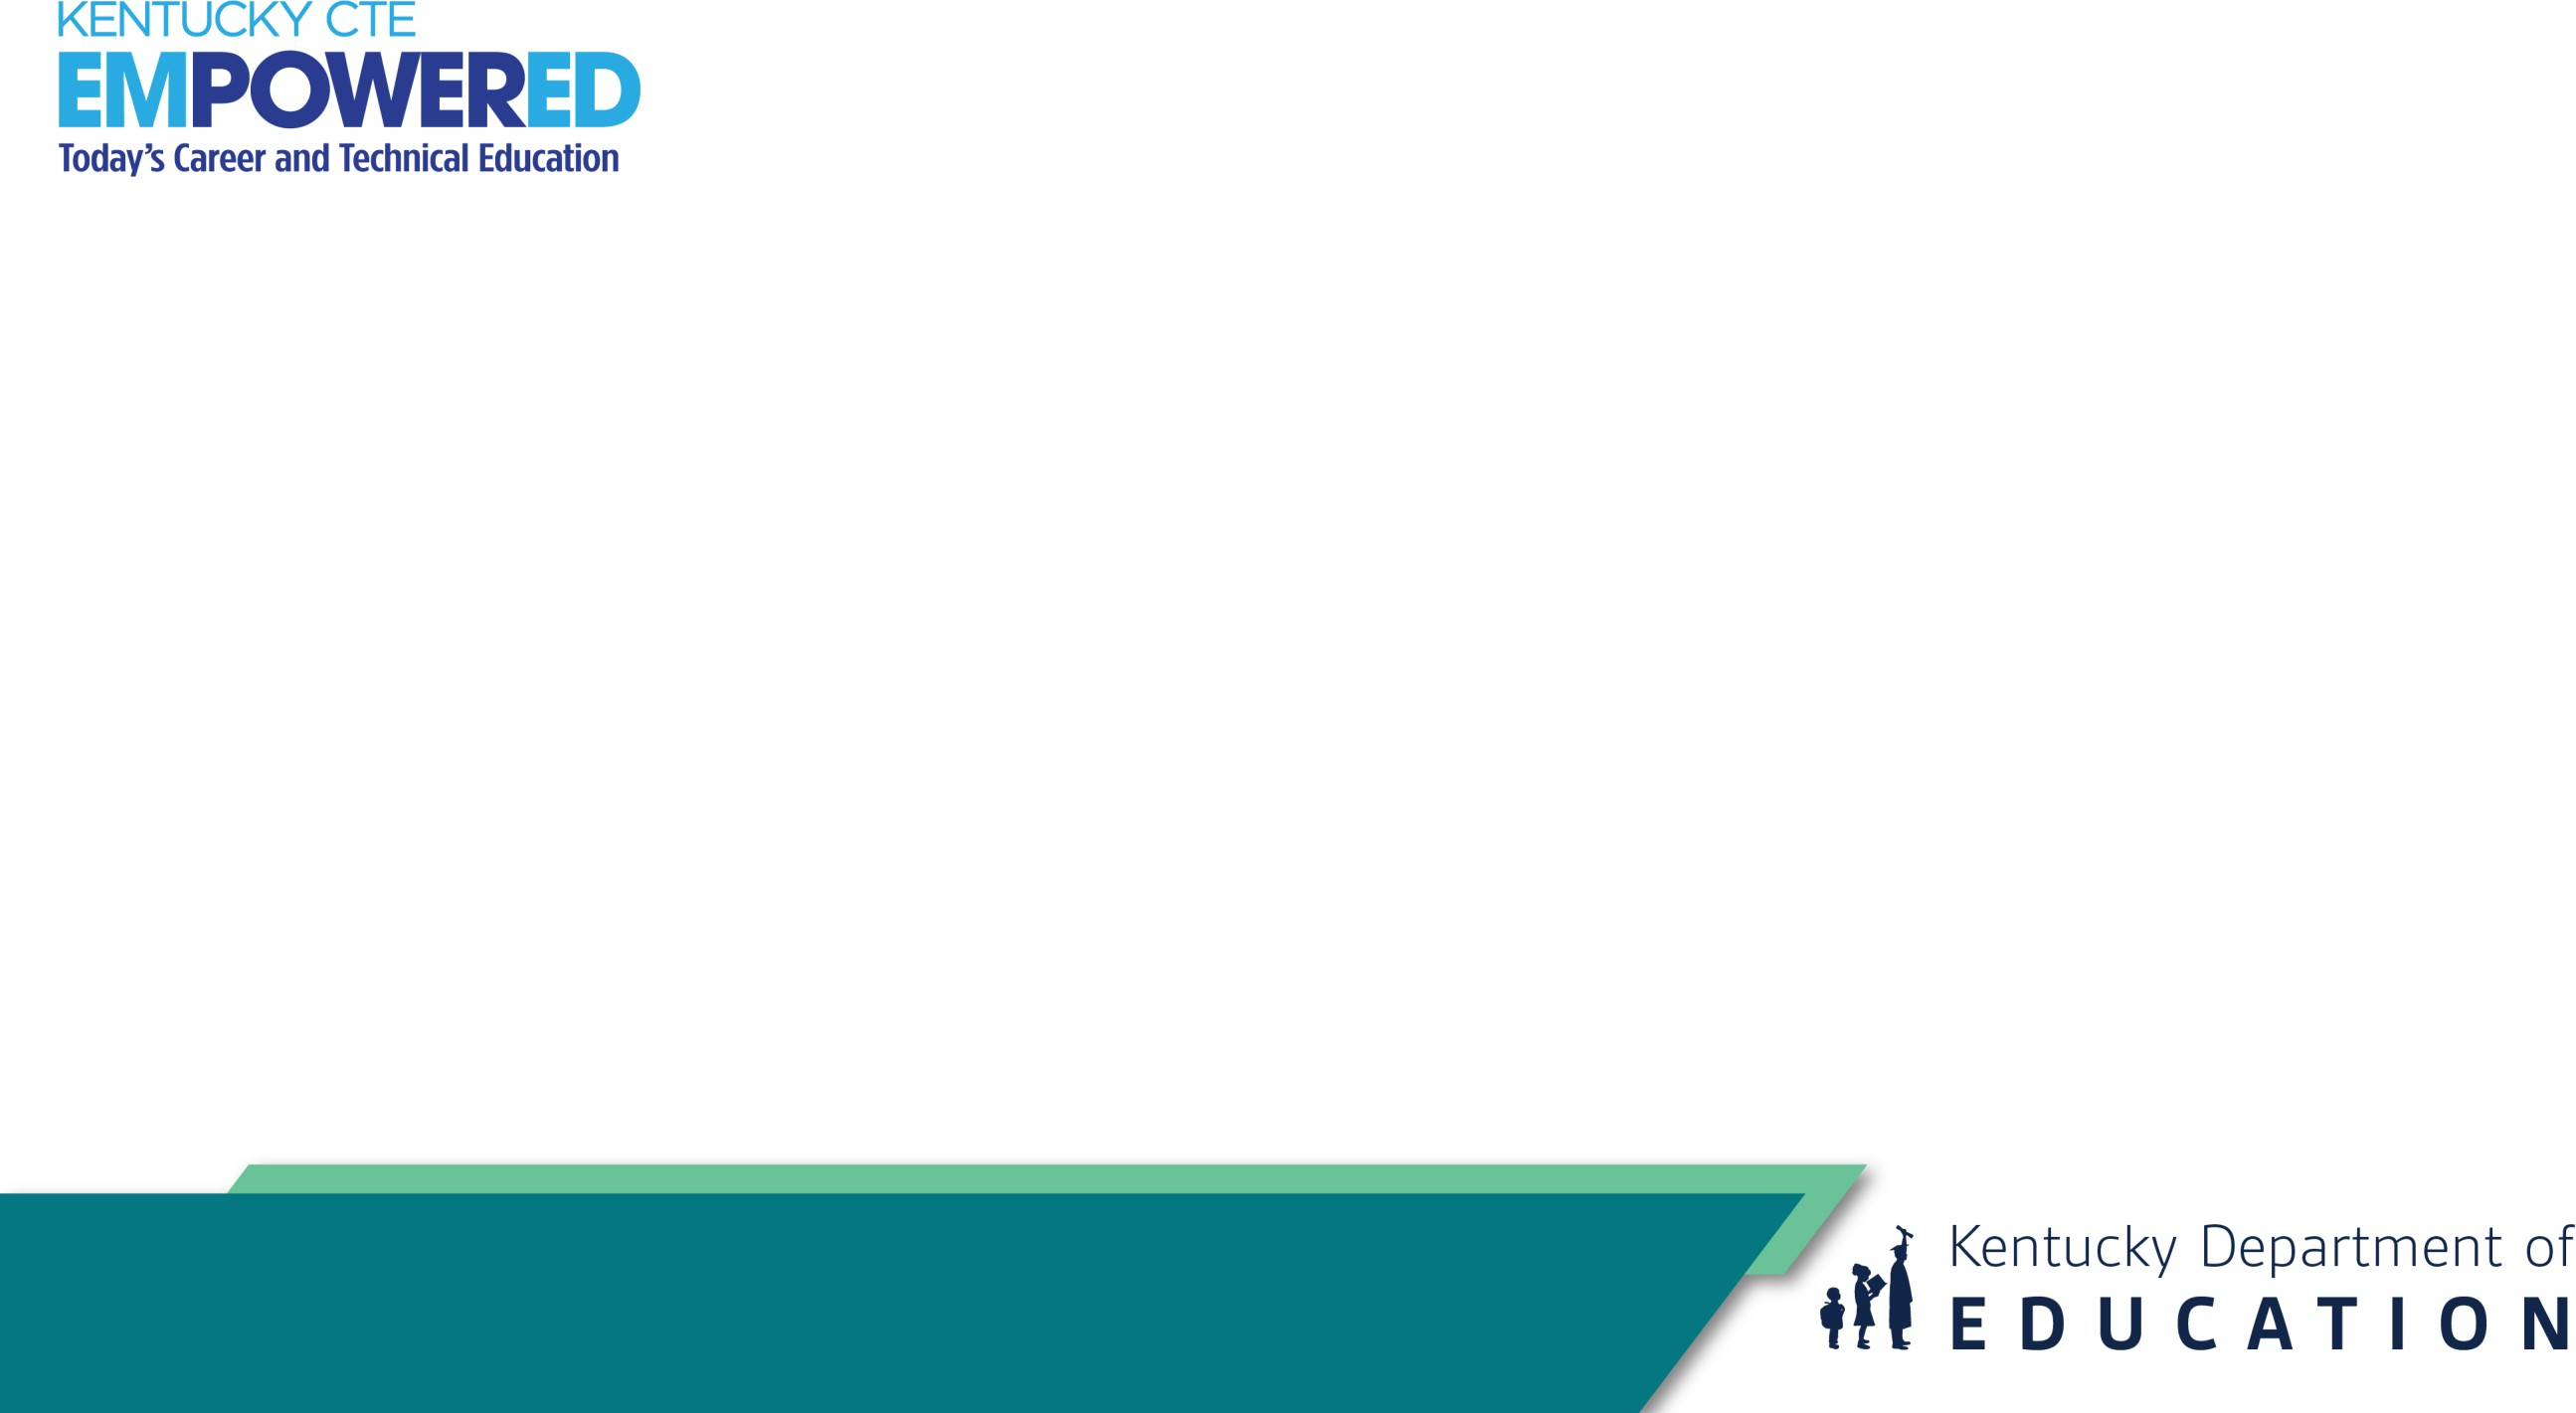 KENTUCKY CTE
EMPOWERED
Today's Career and Technical Education
Kentucky Department of
EDUCATION